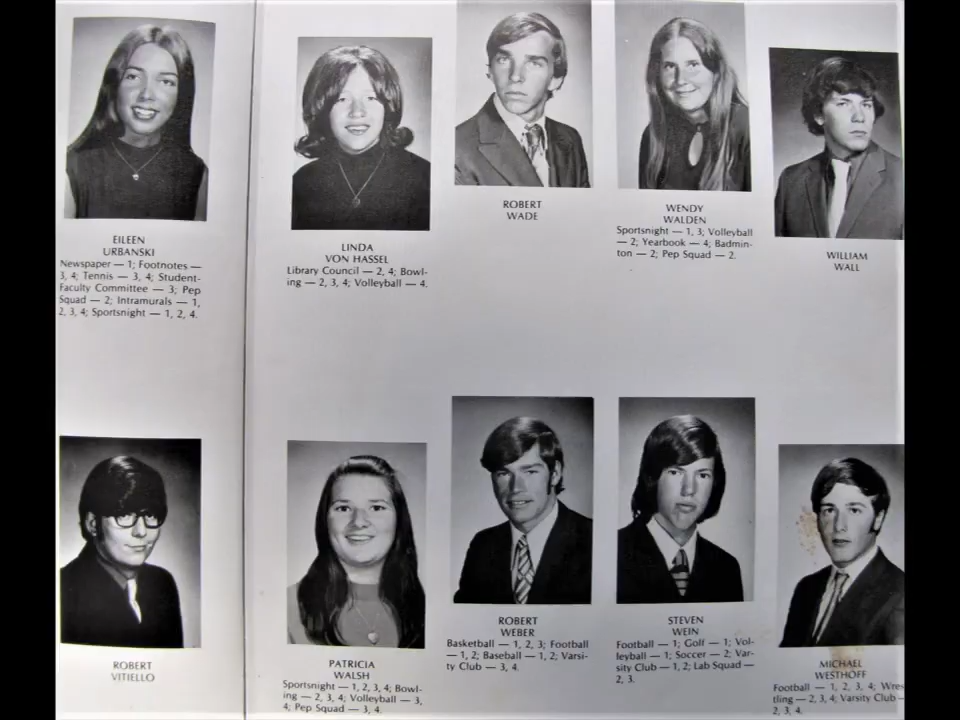 EILEEN
URBANSKI
Newspaper — 1; Footnotes —
3, 4; Tennis — 3, 4; Student-
Faculty Committee — 3; Pep
Squad — 2; Intramurals — 1,
2, 3, 4; Sportsnight — 1, 2, 4.
LINDA
VON HASSEL
Library Council — 2, 4; Bowl-
ing — 2, 3, 4; Volleyball — 4.
ROBERT
WADE
WENDY
WALDEN
Sportsnight — 1, 3; Volleyball
— 2; Yearbook — 4; Badmin-
ton — 2; Pep Squad — 2.
WILLIAM
WALL
ROBERT
VITIELLO
PATRICIA
WALSH
Sportsnight — 1, 2, 3, 4; Bowl-
ing — 2, 3, 4; Volleyball — 3,
4; Pep Squad — 3, 4.
ROBERT
WEBER
Basketball — 1, 2, 3; Football
— 1, 2; Baseball — 1, 2; Varsi-
ty Club — 3, 4.
STEVEN
WEIN
Football — 1; Golf — 1; Vol-
leyball — 1; Soccer — 2; Var-
sity Club — 1, 2; Lab Squad —
2, 3.
MICHAEL
WESTHOFF
Football — 1, 2, 3, 4; Wres
tling — 2, 3, 4; Varsity Club —
2, 3, 4.